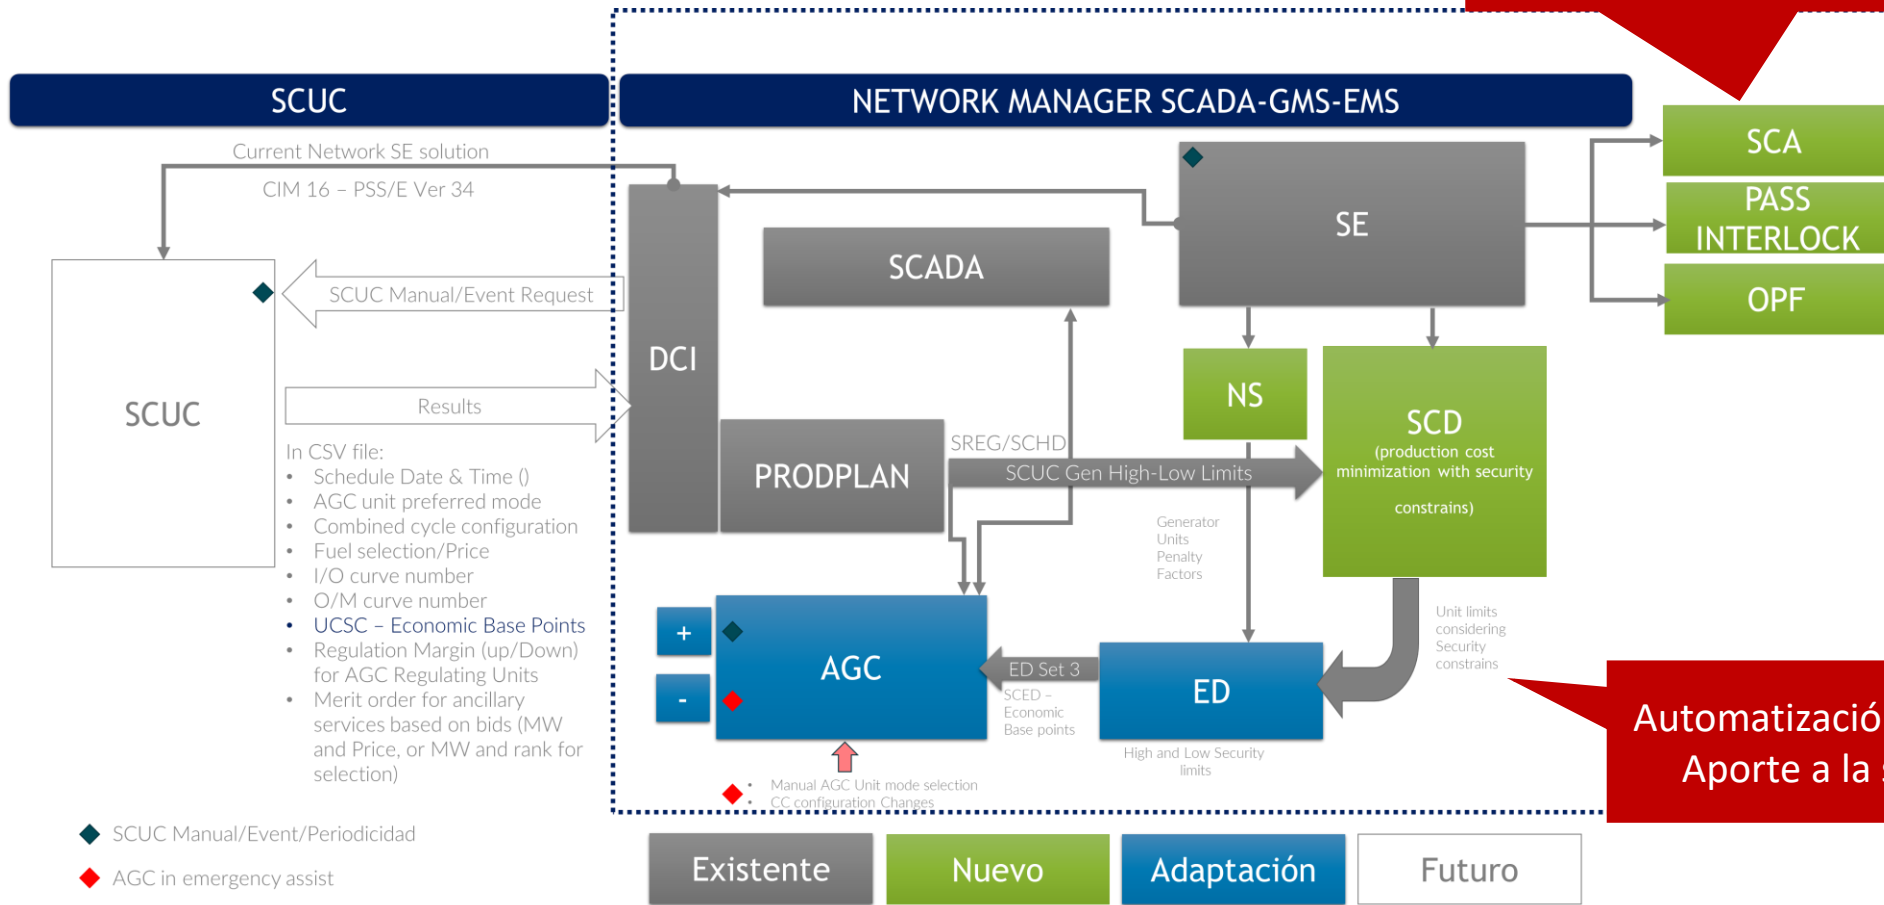 SCUC
NETWORK MANAGER SCADA-GMS-EMS
Current Network SE solution
CIM 16 – PSS/E Ver 34
SCUC
SCUC Manual/Event Request
Results
In CSV file:
• Schedule Date & Time ()
• AGC unit preferred mode
• Combined cycle configuration
• Fuel selection/Price
• I/O curve number
• O/M curve number
• UCSC – Economic Base Points
• Regulation Margin (up/Down)
for AGC Regulating Units
• Merit order for ancillary
services based on bids (MW
and Price, or MW and rank for
selection)
DCI
SCADA
SE
SCA
PASS
INTERLOCK
OPF
NS
SCD
(production cost
minimization with security
constrains)
PRODPLAN
SREG/SCHD
SCUC Gen High-Low Limits
Generator
Units
Penalty
Factors
Unit limits
considering
Security
constrains
+
-
AGC
ED Set 3
SCED –
Economic
Base points
ED
High and Low Security
limits
• Manual AGC Unit mode selection
• CC configuration Changes
Automatizació
Aporte a la s
SCUC Manual/Event/Periodicidad
AGC in emergency assist
Existente
Nuevo
Adaptación
Futuro